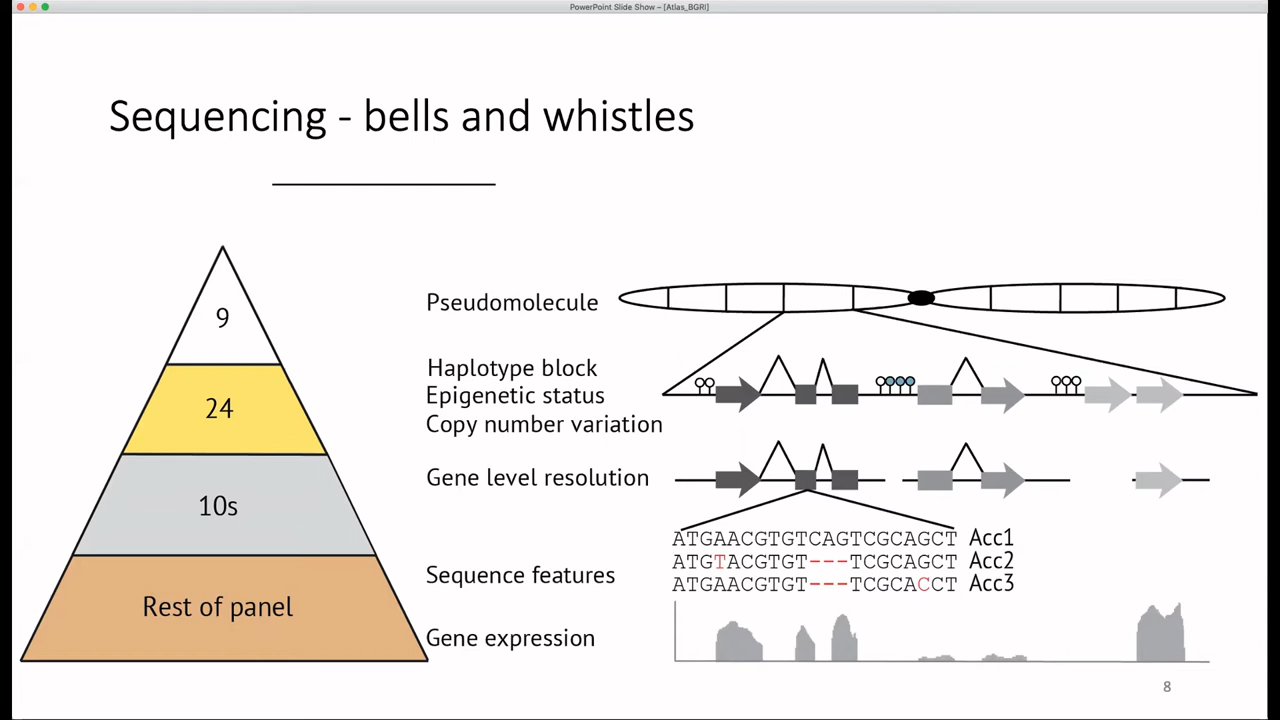 PowerPoint Slide Show – [Atlas_BGRI]
Sequencing - bells and whistles
9
24
10s
Rest of panel
Pseudomolecule
Haplotype block
Epigenetic status
Copy number variation
Gene level resolution
Sequence features
Gene expression
ATGAACGTGTCAGTCGCAGCT Acc1
ATGTACGTGT---TCGCAGCT Acc2
ATGAACGTGT---TCGCACCT Acc3
8